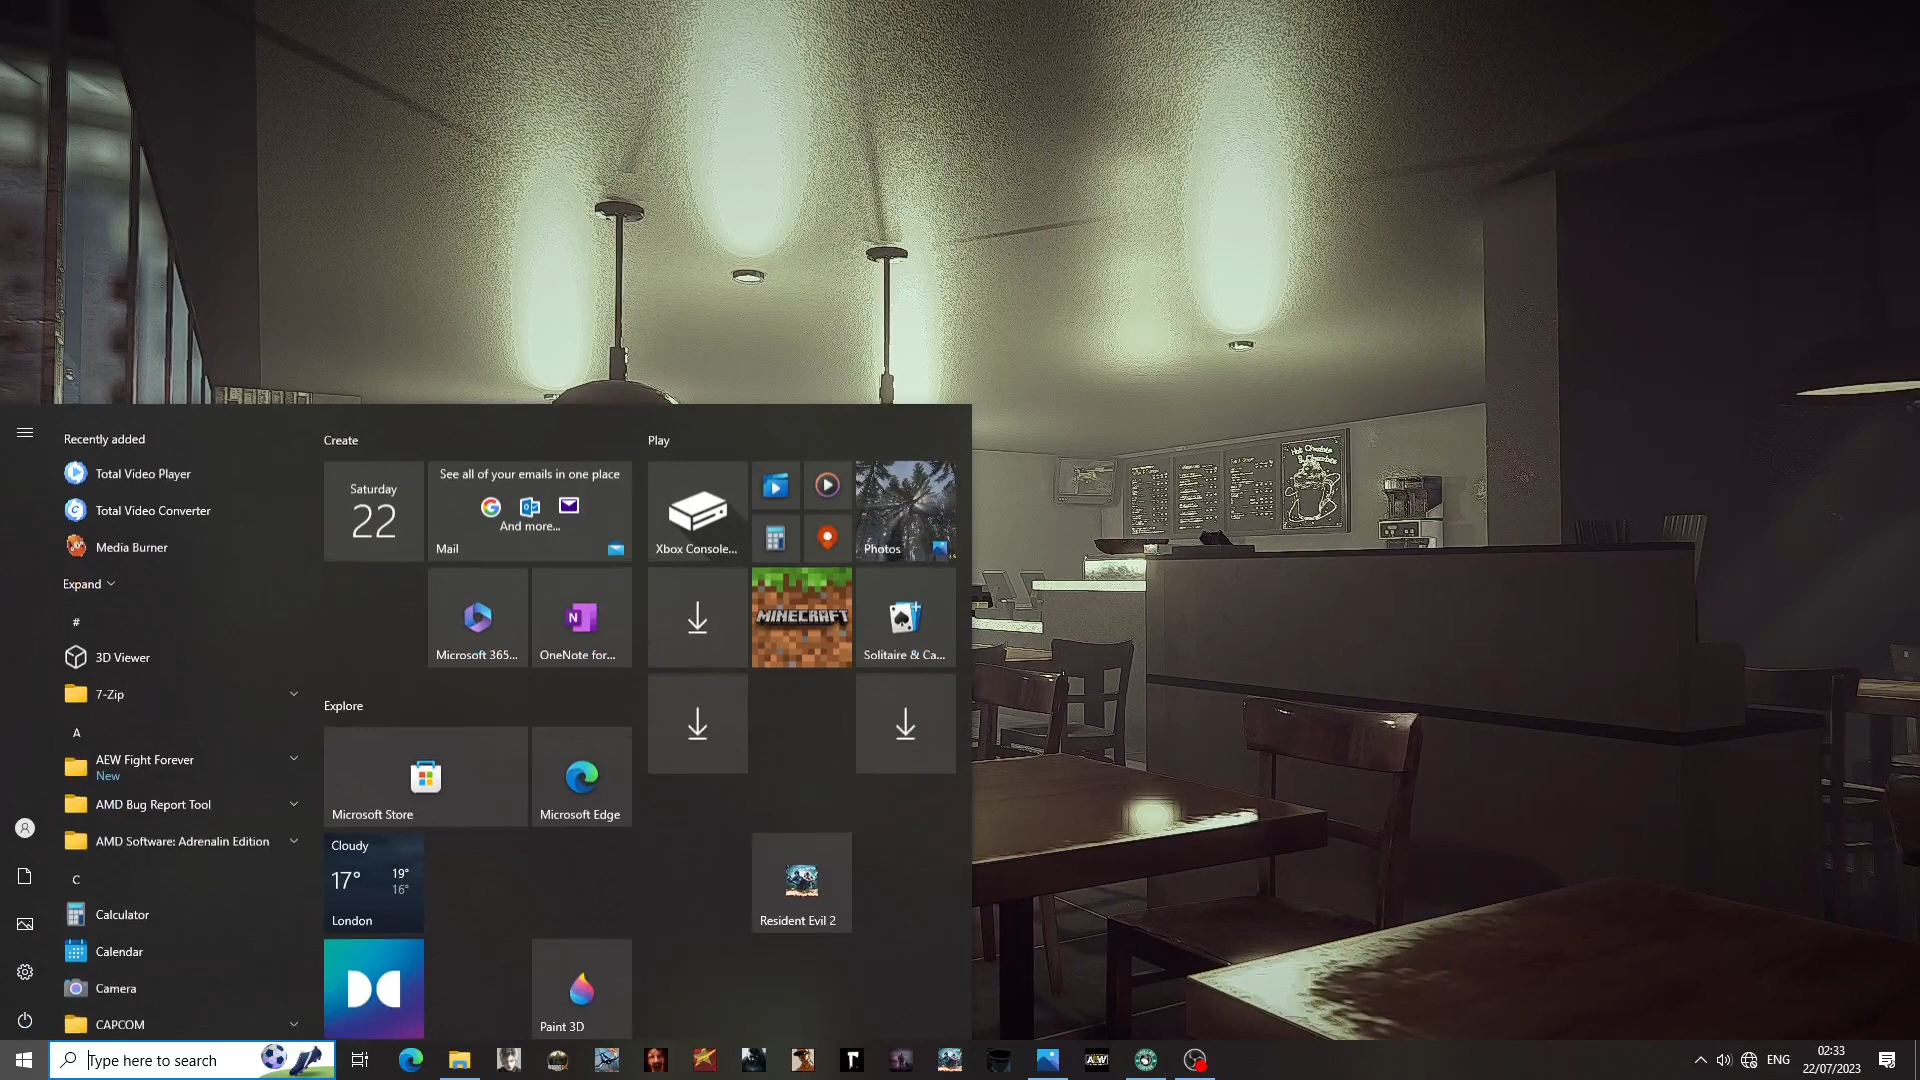 Recently added
Total Video Player
Total Video Converter
Media Burner
Expand
#
3D Viewer
7-Zip
A
AEW Fight Forever
New
AMD Bug Report Tool
AMD Software: Adrenalin Edition
C
Calculator
Calendar
Camera
CAPCOM
Create
Saturday
22
See all of your emails in one place
And more...
Mail
Microsoft 365...
OneNote for...
Explore
Microsoft Store
Microsoft Edge
Cloudy
17° 19°
16°
London
Paint 3D
Play
Xbox Console...
Photos
MINECRAFT
Solitaire & Ca...
Resident Evil 2
Hot Chocolate
Type here to search
AEW
ENG
02:33
22/07/2023